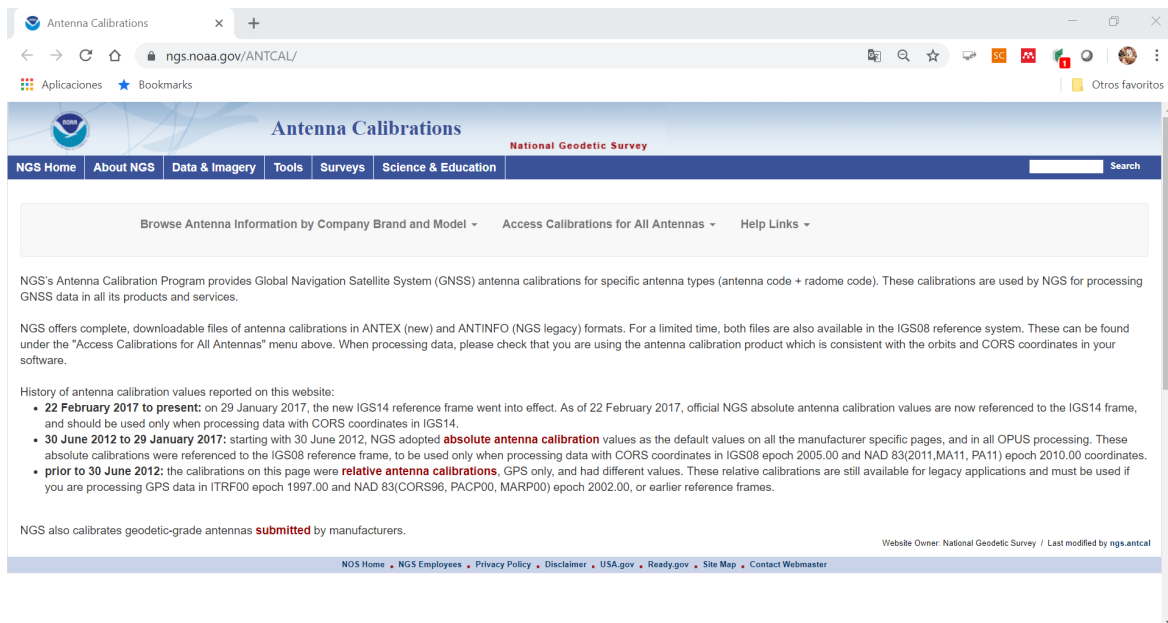 Antenna Calibrations
ngs.noaa.gov/ANTCAL/
SC
1
Aplicaciones
Bookmarks
Otros favoritos
NOAA
Antenna Calibrations
National Geodetic Survey
NGS Home
About NGS
Data & Imagery
Tools
Surveys
Science & Education
Search
Browse Antenna Information by Company Brand and Model
Access Calibrations for All Antennas
Help Links
NGS's Antenna Calibration Program provides Global Navigation Satellite System (GNSS) antenna calibrations for specific antenna types (antenna code + radome code). These calibrations are used by NGS for processing
GNSS data in all its products and services.
NGS offers complete, downloadable files of antenna calibrations in ANTEX (new) and ANTINFO (NGS legacy) formats. For a limited time, both files are also available in the IGS08 reference system. These can be found
under the "Access Calibrations for All Antennas" menu above. When processing data, please check that you are using the antenna calibration product which is consistent with the orbits and CORS coordinates in your
software.
History of antenna calibration values reported on this website:
• 22 February 2017 to present: on 29 January 2017, the new IGS14 reference frame went into effect. As of 22 February 2017, official NGS absolute antenna calibration values are now referenced to the IGS14 frame,
and should be used only when processing data with CORS coordinates in IGS14.
• 30 June 2012 to 29 January 2017: starting with 30 June 2012, NGS adopted absolute antenna calibration values as the default values on all the manufacturer specific pages, and in all OPUS processing. These
absolute calibrations were referenced to the IGS08 reference frame, to be used only when processing data with CORS coordinates in IGS08 epoch 2005.00 and NAD 83(2011,MA11, PA11) epoch 2010.00 coordinates.
• prior to 30 June 2012: the calibrations on this page were relative antenna calibrations, GPS only, and had different values. These relative calibrations are still available for legacy applications and must be used if
you are processing GPS data in ITRF00 epoch 1997.00 and NAD 83(CORS96, PACP00, MARP00) epoch 2002.00, or earlier reference frames.
NGS also calibrates geodetic-grade antennas submitted by manufacturers.
Website Owner: National Geodetic Survey / Last modified by ngs.antcal
NOS Home • NGS Employees • Privacy Policy • Disclaimer • USA.gov • Ready.gov • Site Map • Contact Webmaster